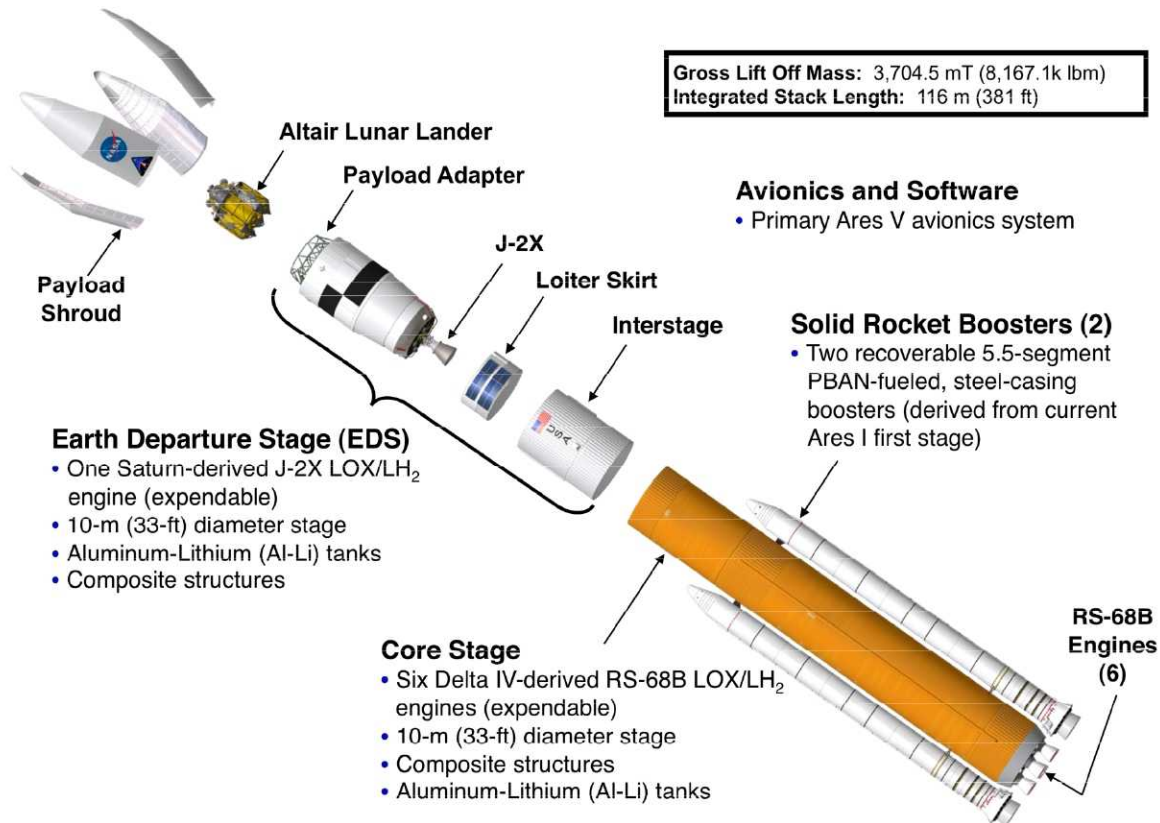 Gross Lift Off Mass: 3,704.5 mT (8,167.1k lbm)
Integrated Stack Length: 116 m (381 ft)
Altair Lunar Lander
Payload Adapter
J-2X
Loiter Skirt
Interstage
Payload
Shroud
NASA
USA
Avionics and Software
• Primary Ares V avionics system
Solid Rocket Boosters (2)
• Two recoverable 5.5-segment
PBAN-fueled, steel-casing
boosters (derived from current
Ares I first stage)
Earth Departure Stage (EDS)
• One Saturn-derived J-2X LOX/LH₂
engine (expendable)
• 10-m (33-ft) diameter stage
• Aluminum-Lithium (Al-Li) tanks
• Composite structures
Core Stage
• Six Delta IV-derived RS-68B LOX/LH₂
engines (expendable)
• 10-m (33-ft) diameter stage
• Composite structures
• Aluminum-Lithium (Al-Li) tanks
RS-68B
Engines
(6)